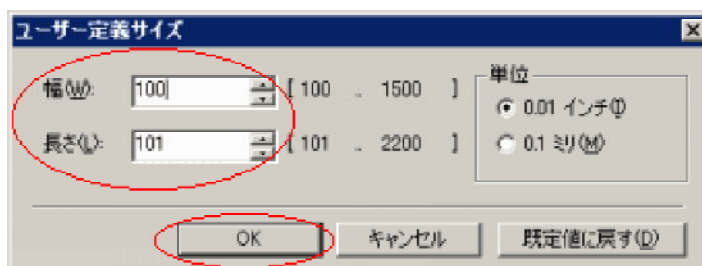 ユーザー定義サイズ
幅(W): 100 [ 100 .. 1500 ]
長さ(L): 101 [ 101 .. 2200 ]
単位
0.01 インチ(I)
0.1 ミリ(M)
OK キャンセル 既定値に戻す(D)